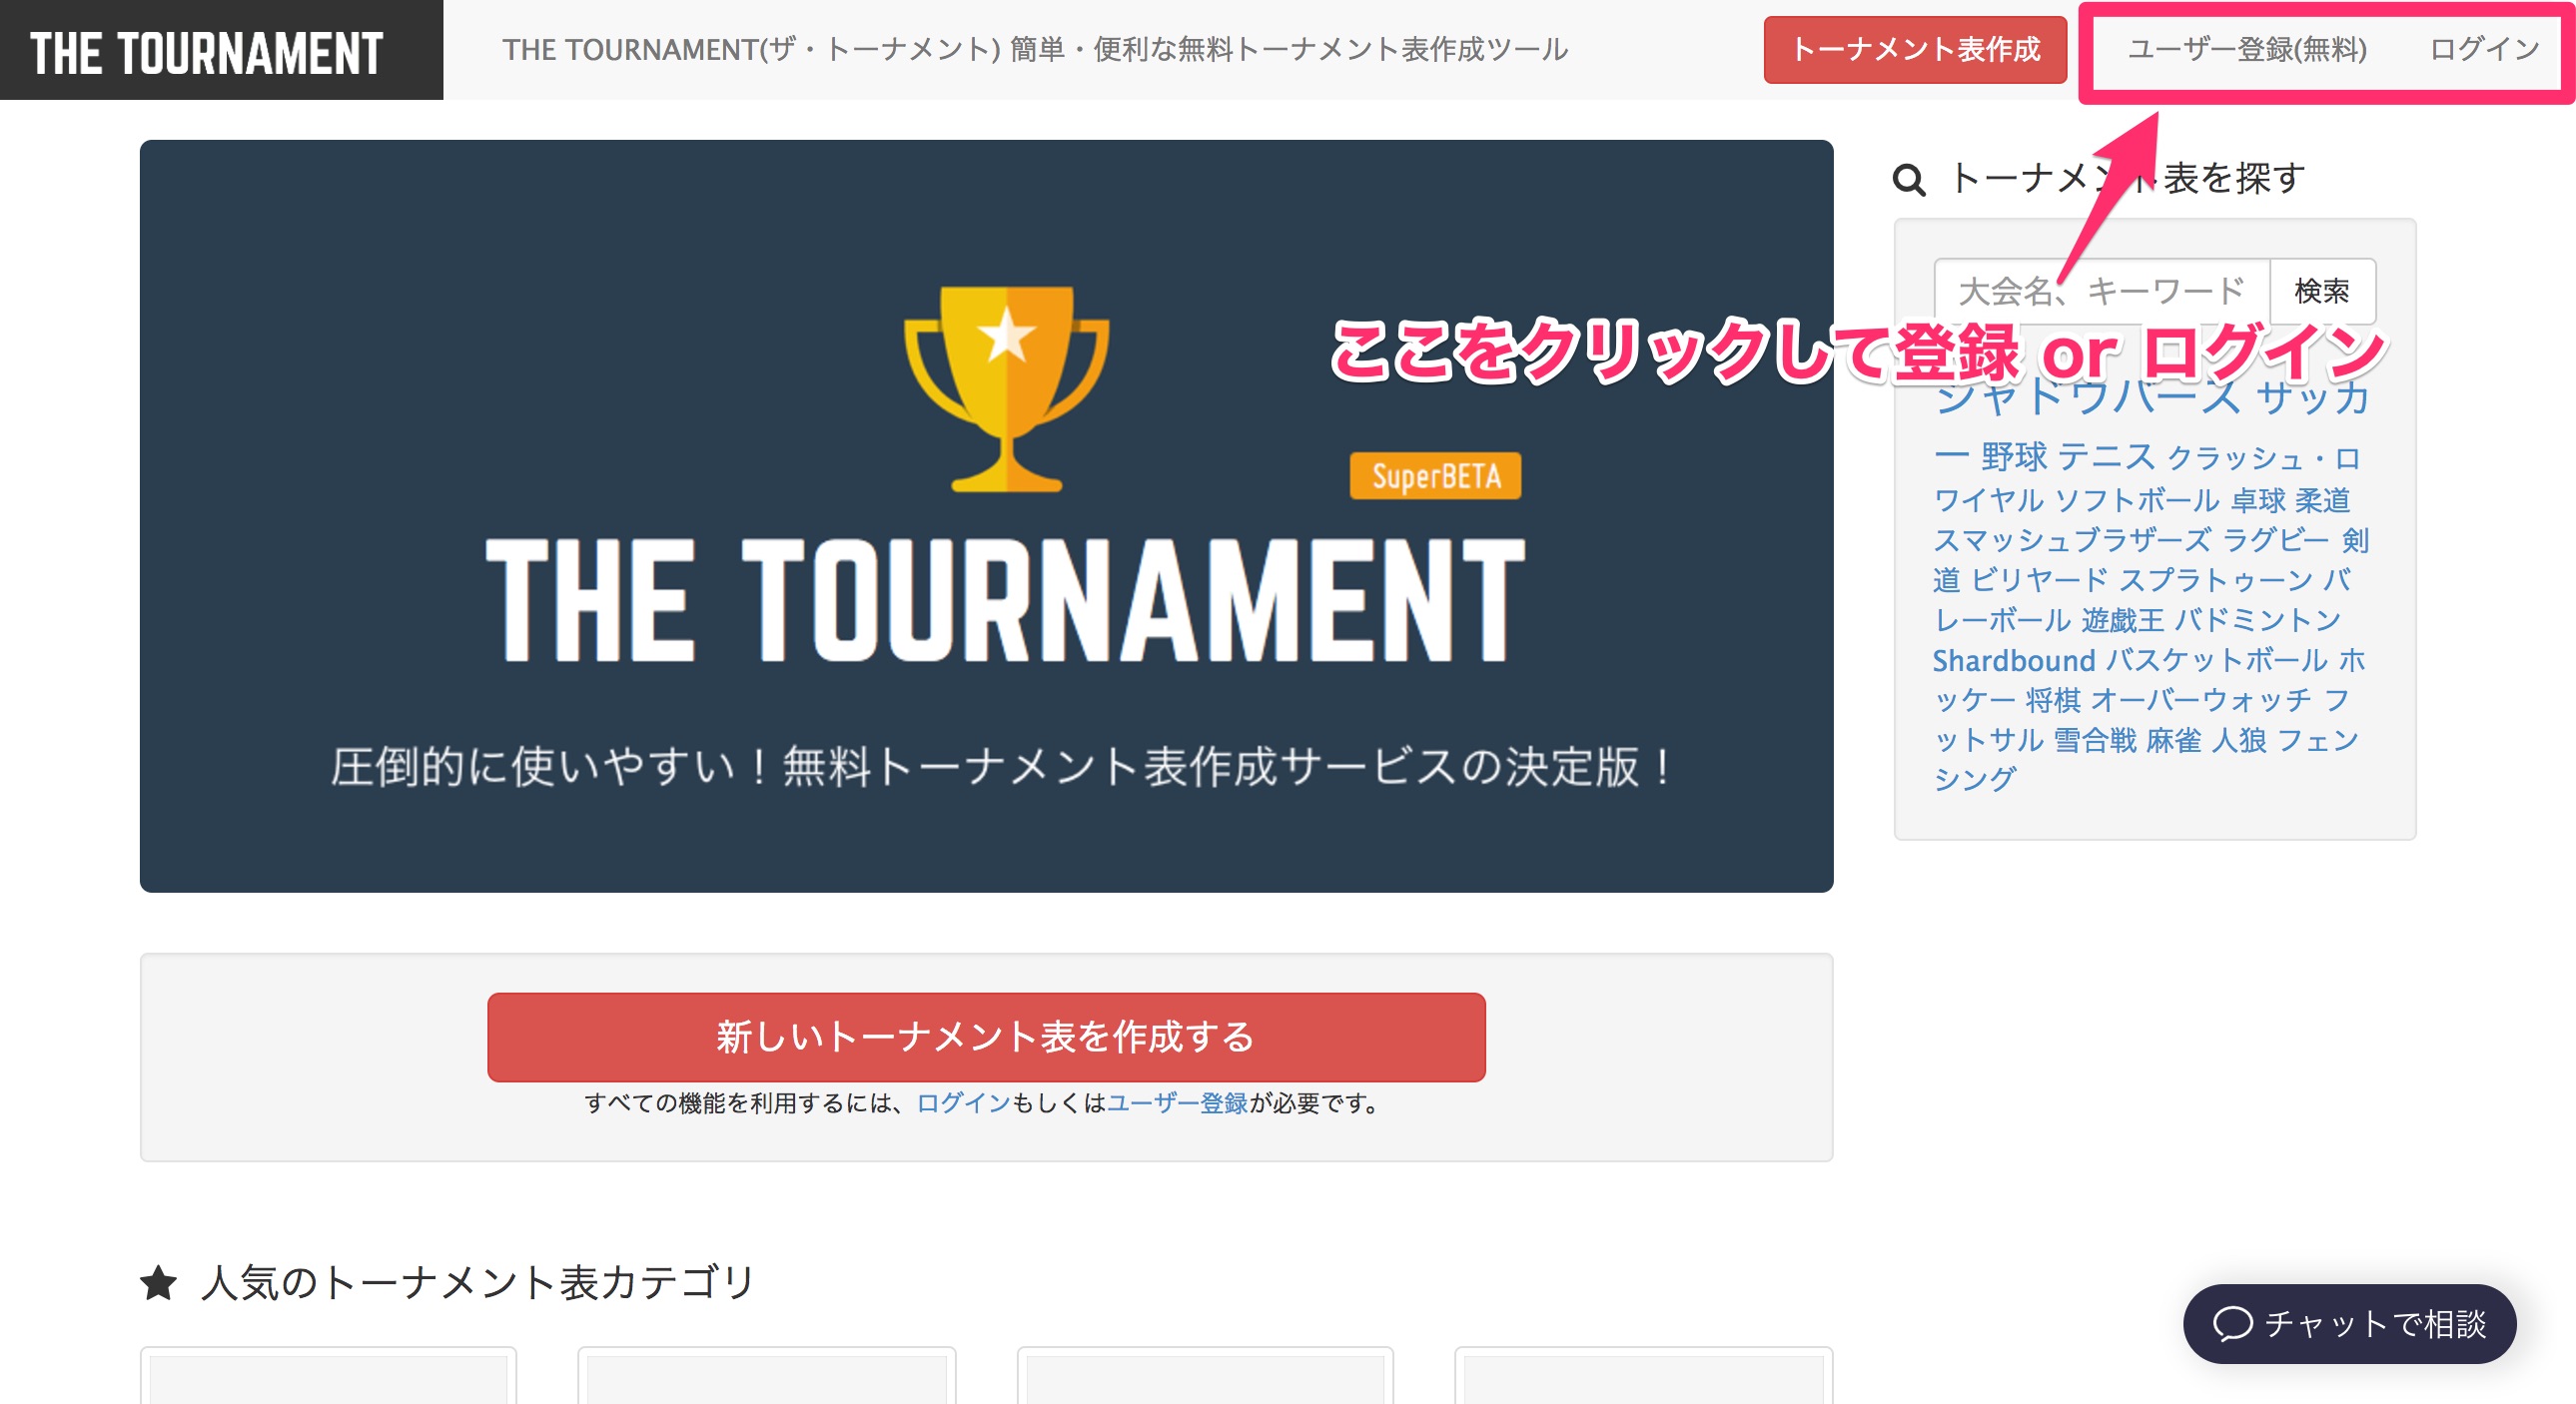 THE TOURNAMENT
THE TOURNAMENT(ザ・トーナメント) 簡単・便利な無料トーナメント表作成ツール
トーナメント表作成
ユーザー登録(無料)
ログイン
トーナメント表を探す
大会名、キーワード
検索
ここをクリックして登録 or ログイン
シャドウバース サッカ
ー 野球 テニス クラッシュ・ロ
ワイヤル ソフトボール 卓球 柔道
スマッシュブラザーズ ラグビー 剣
道 ビリヤード スプラトゥーン バ
レーボール 遊戯王 バドミントン
Shardbound バスケットボール ホ
ッケー 将棋 オーバーウォッチ フ
ットサル 雪合戦 麻雀 人狼 フェン
シング
SuperBETA
THE TOURNAMENT
圧倒的に使いやすい！無料トーナメント表作成サービスの決定版！
新しいトーナメント表を作成する
すべての機能を利用するには、ログインもしくはユーザー登録が必要です。
人気のトーナメント表カテゴリ
チャットで相談